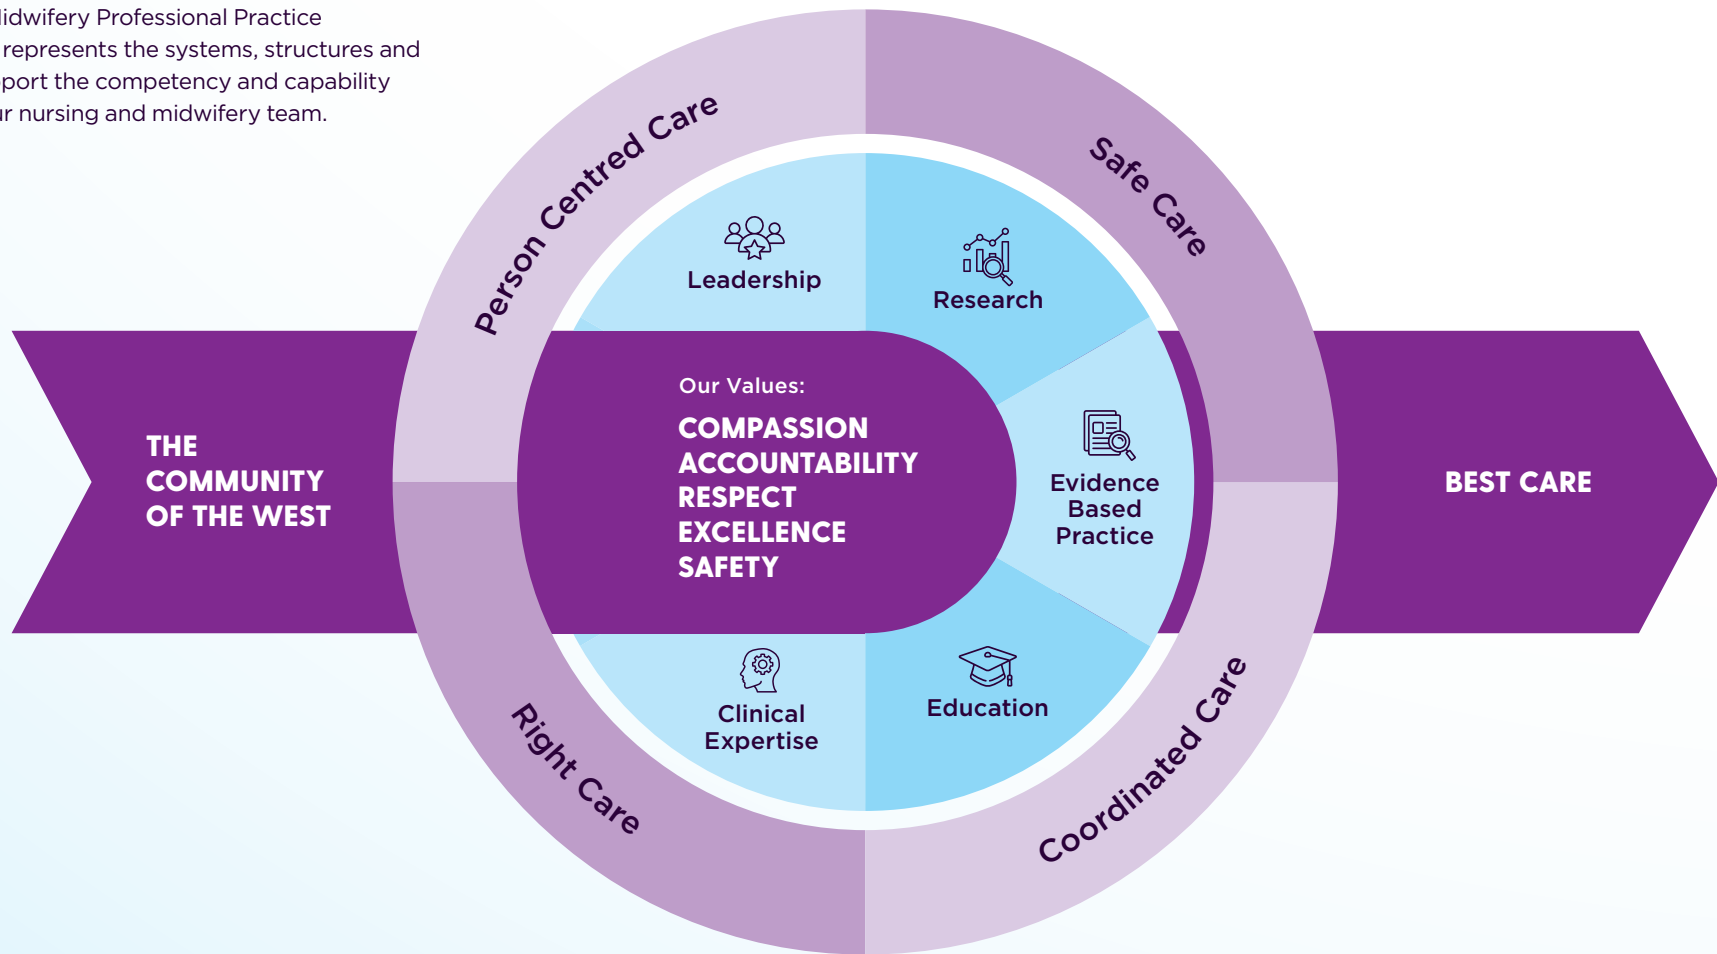 Midwifery Professional Practice
represents the systems, structures and
port the competency and capability
ur nursing and midwifery team.
Person Centred Care
Safe Care
Leadership
Research
Our Values:
COMPASSION
ACCOUNTABILITY
RESPECT
EXCELLENCE
SAFETY
THE
COMMUNITY
OF THE WEST
Evidence
Based
Practice
BEST CARE
Clinical
Expertise
Education
Right Care
Coordinated Care